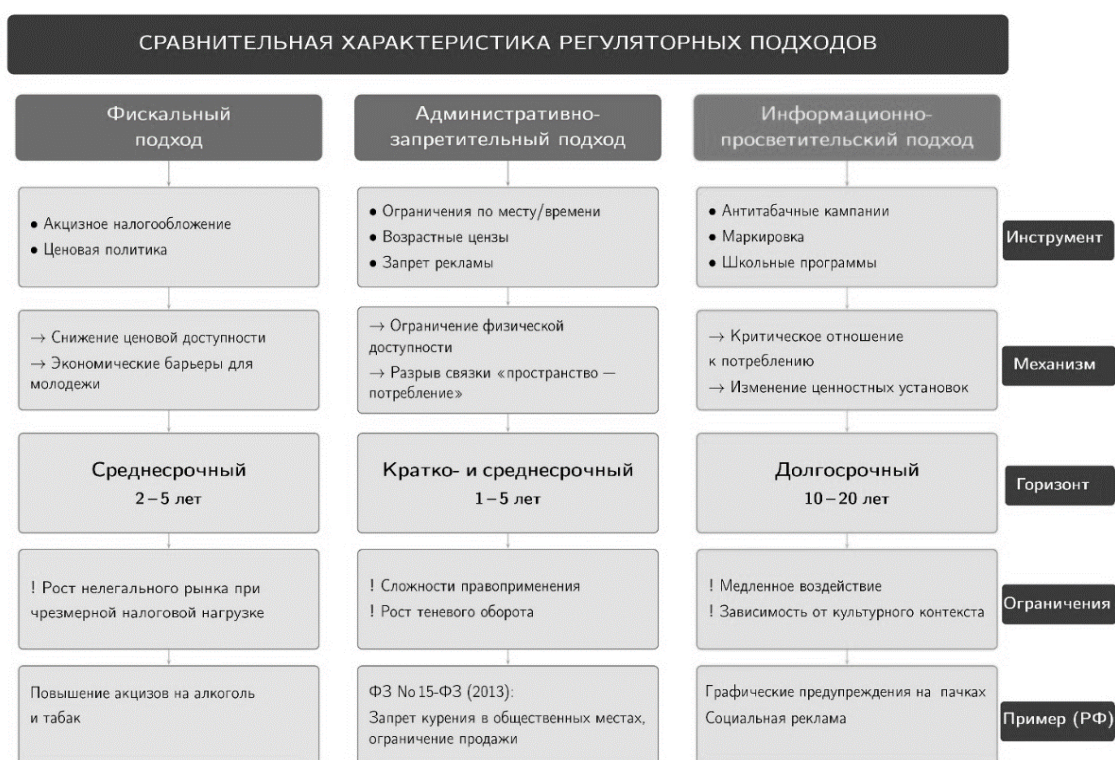 СРАВНИТЕЛЬНАЯ ХАРАКТЕРИСТИКА РЕГУЛЯТОРНЫХ ПОДХОДОВ
Фискальный
подход
Административно-
запретительный подход
Информационно-
просветительский подход
● Акцизное налогообложение
● Ценовая политика
● Ограничения по месту/времени
● Возрастные цензы
● Запрет рекламы
● Антитабачные кампании
● Маркировка
● Школьные программы
Инструмент
→ Снижение ценовой доступности
→ Экономические барьеры для
молодежи
→ Ограничение физической
доступности
→ Разрыв связки «пространство —
потребление»
→ Критическое отношение
к потреблению
→ Изменение ценностных установок
Механизм
Среднесрочный
2–5 лет
Кратко- и среднесрочный
1–5 лет
Долгосрочный
10–20 лет
Горизонт
! Рост нелегального рынка при
чрезмерной налоговой нагрузке
! Сложности правоприменения
! Рост теневого оборота
! Медленное воздействие
! Зависимость от культурного контекста
Ограничения
Повышение акцизов на алкоголь
и табак
ФЗ No 15-ФЗ (2013):
Запрет курения в общественных местах,
ограничение продажи
Графические предупреждения на пачках
Социальная реклама
Пример (РФ)